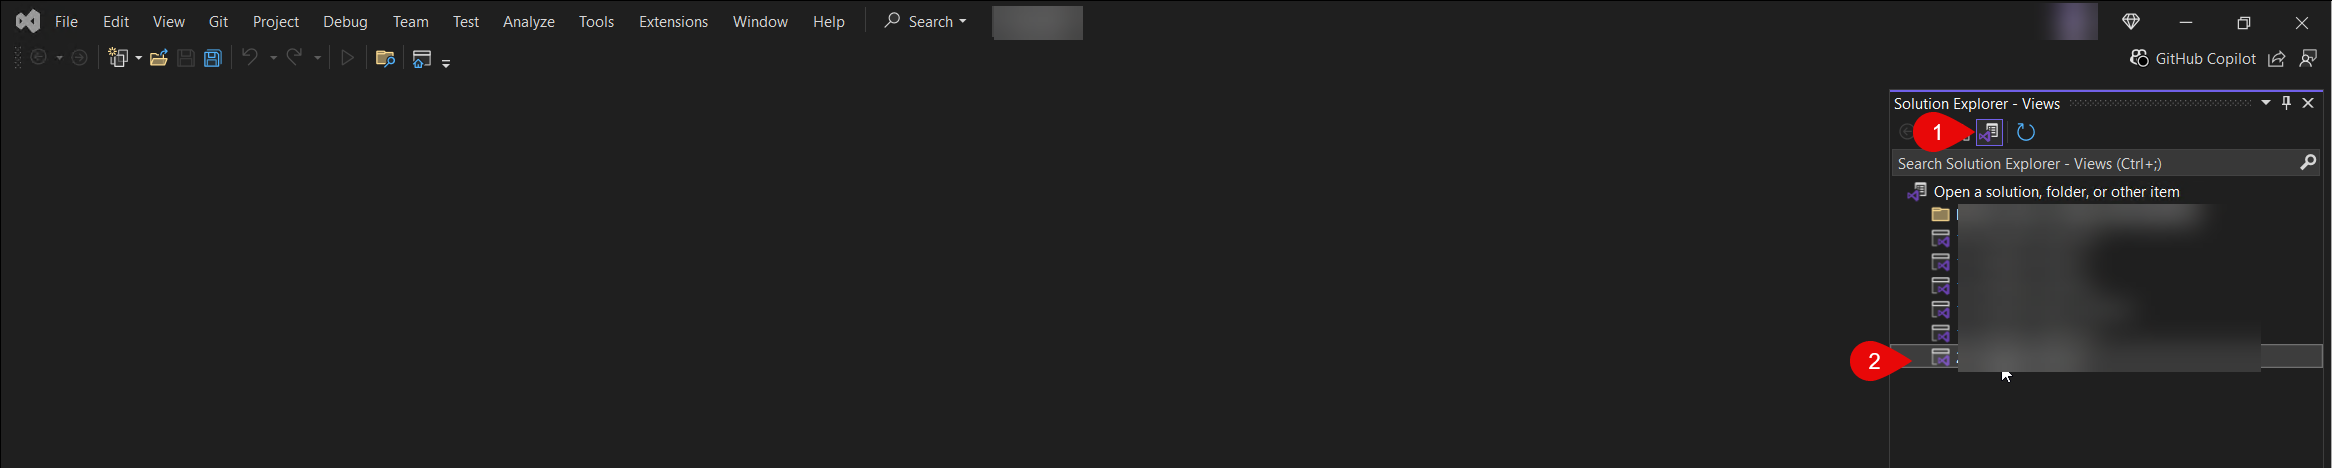 File Edit View Git Project Debug Team Test Analyze Tools Extensions Window Help Search
GitHub Copilot
Solution Explorer - Views
1
Search Solution Explorer - Views (Ctrl+;)
Open a solution, folder, or other item
2